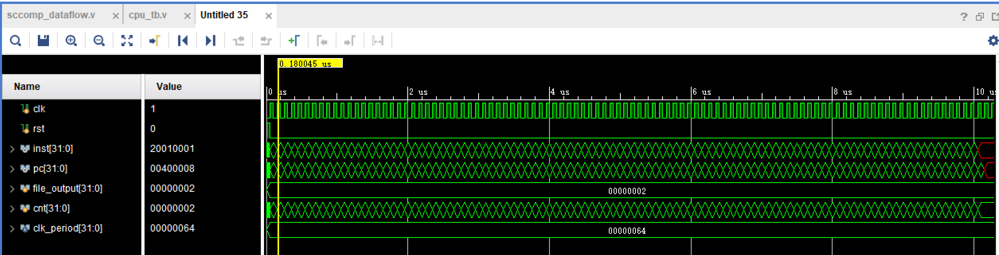 sccomp_dataflow.v × cpu_tb.v × Untitled 35 ×
0.180045 us
Name Value
0 us 2 us 4 us 6 us 8 us 10 us
clk 1
rst 0
inst[31:0] 20010001
pc[31:0] 00400008
file_output[31:0] 00000002 00000002
cnt[31:0] 00000002
clk_period[31:0] 00000064 00000064